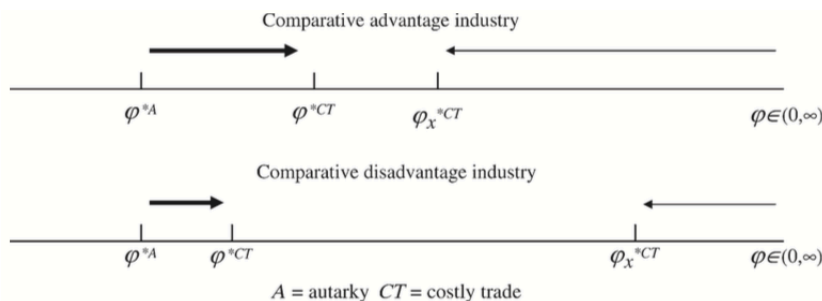 Comparative advantage industry
φ*A φ*CT φx*CT φ∈(0,∞)
Comparative disadvantage industry
φ*A φ*CT φx*CT φ∈(0,∞)
A = autarky CT = costly trade